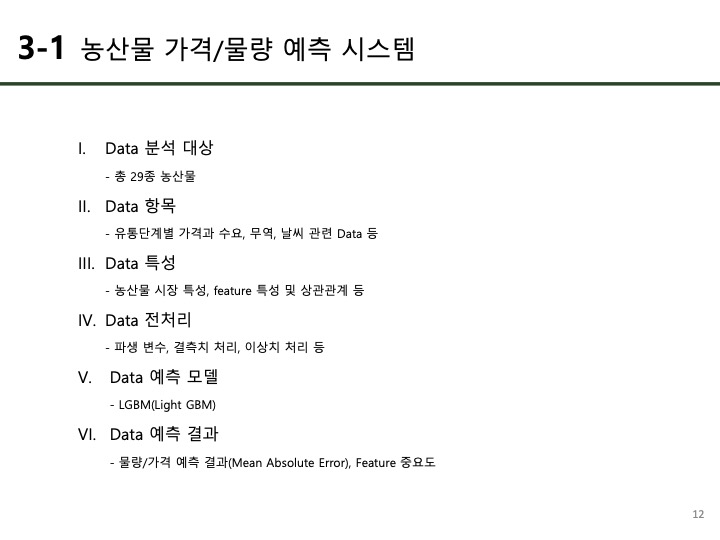 3-1 농산물 가격/물량 예측 시스템
I. Data 분석 대상
- 총 29종 농산물
II. Data 항목
- 유통단계별 가격과 수요, 무역, 날씨 관련 Data 등
III. Data 특성
- 농산물 시장 특성, feature 특성 및 상관관계 등
IV. Data 전처리
- 파생 변수, 결측치 처리, 이상치 처리 등
V. Data 예측 모델
- LGBM(Light GBM)
VI. Data 예측 결과
- 물량/가격 예측 결과(Mean Absolute Error), Feature 중요도
12